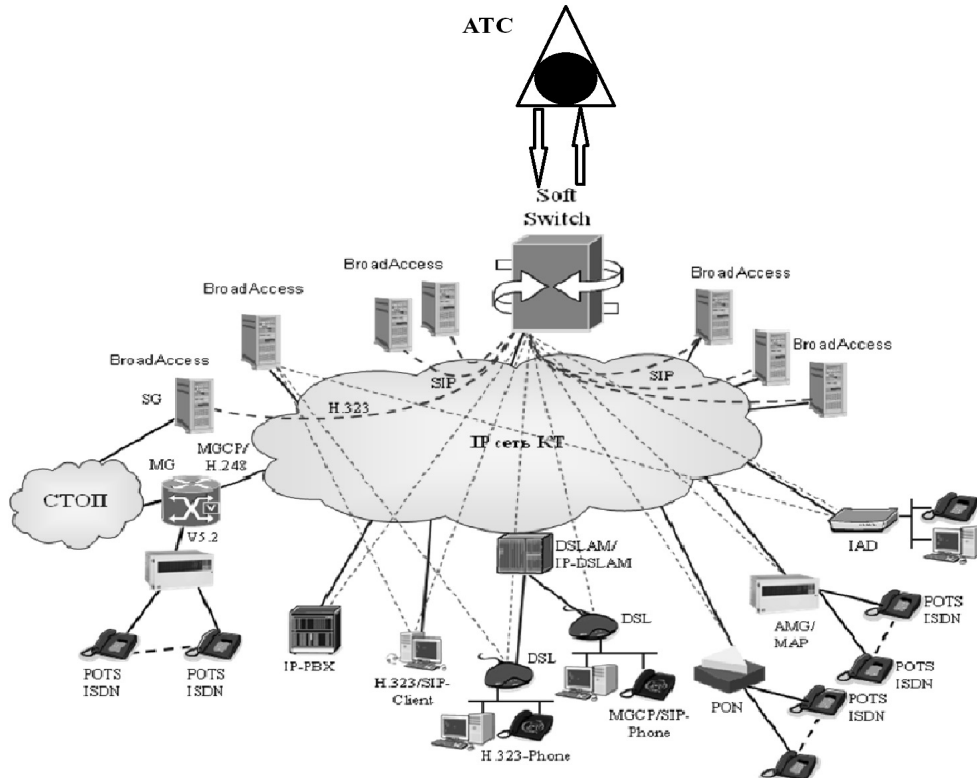 АТС
Soft
Switch
BroadAccess
BroadAccess
BroadAccess
BroadAccess
BroadAccess
SG
SIP
SIP
H.323
IP сеть КТ
MGCP/
H.248
MG
СТОП
V5.2
DSLAM/
IP-DSLAM
IAD
DSL
DSL
AMG/
MAP
POTS
ISDN
POTS
ISDN
POTS
ISDN
POTS
ISDN
POTS
ISDN
IP-PBX
H.323/SIP-
Client
PON
MGCP/SIP-
Phone
H.323-Phone